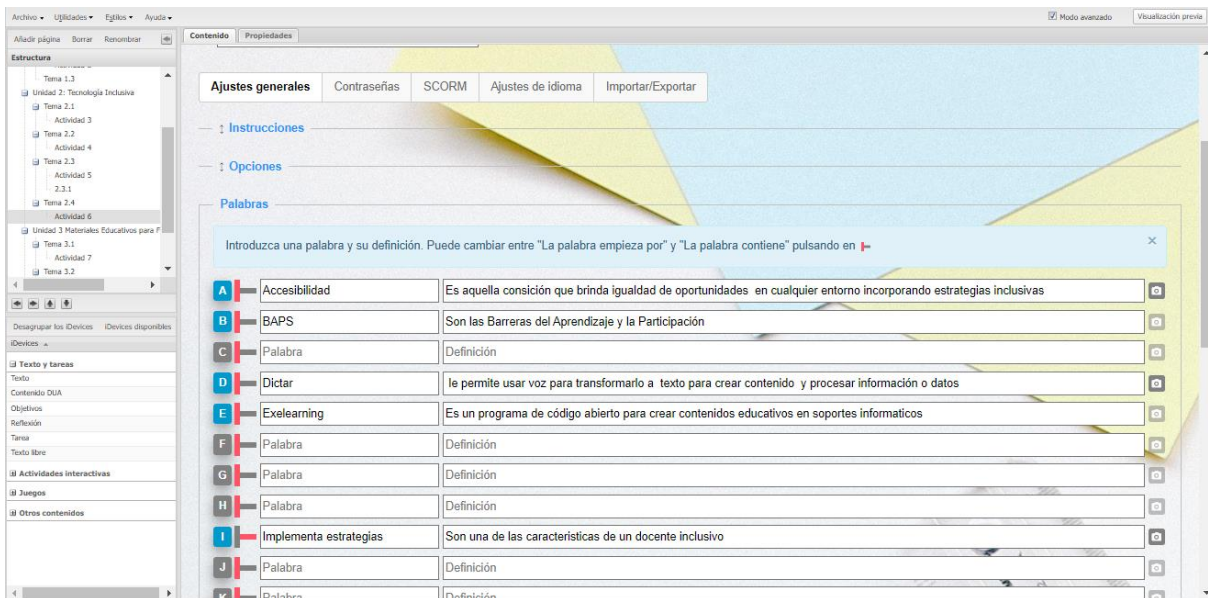 Archivo Utilidades Estilos Ayuda Modo avanzado Visualización previa
Añadir página Borrar Renombrar
Contenido Propiedades
Estructura
Tema 1.3
Unidad 2: Tecnología Inclusiva
Tema 2.1
Actividad 3
Tema 2.2
Actividad 4
Tema 2.3
Actividad 5
2.3.1
Tema 2.4
Actividad 6
Unidad 3 Materiales Educativos para
Tema 3.1
Actividad 7
Tema 3.2
Desagrupar los iDevices iDevices disponibles
iDevices
Texto y tareas
Texto
Contenido DUA
Objetivos
Reflexión
Tarea
Texto libre
Actividades interactivas
Juegos
Otros contenidos
Ajustes generales Contraseñas SCORM Ajustes de idioma Importar/Exportar
Instrucciones
Opciones
Palabras
Introduzca una palabra y su definición. Puede cambiar entre "La palabra empieza por" y "La palabra contiene" pulsando en
A Accesibilidad Es aquella consición que brinda igualdad de oportunidades en cualquier entorno incorporando estrategias inclusivas
B BAPS Son las Barreras del Aprendizaje y la Participación
C Palabra Definición
D Dictar le permite usar voz para transformarlo a texto para crear contenido y procesar información o datos
E Exelearning Es un programa de código abierto para crear contenidos educativos en soportes informaticos
F Palabra Definición
G Palabra Definición
H Palabra Definición
I Implementa estrategias Son una de las caracteristicas de un docente inclusivo
J Palabra Definición
K Palabra Definición